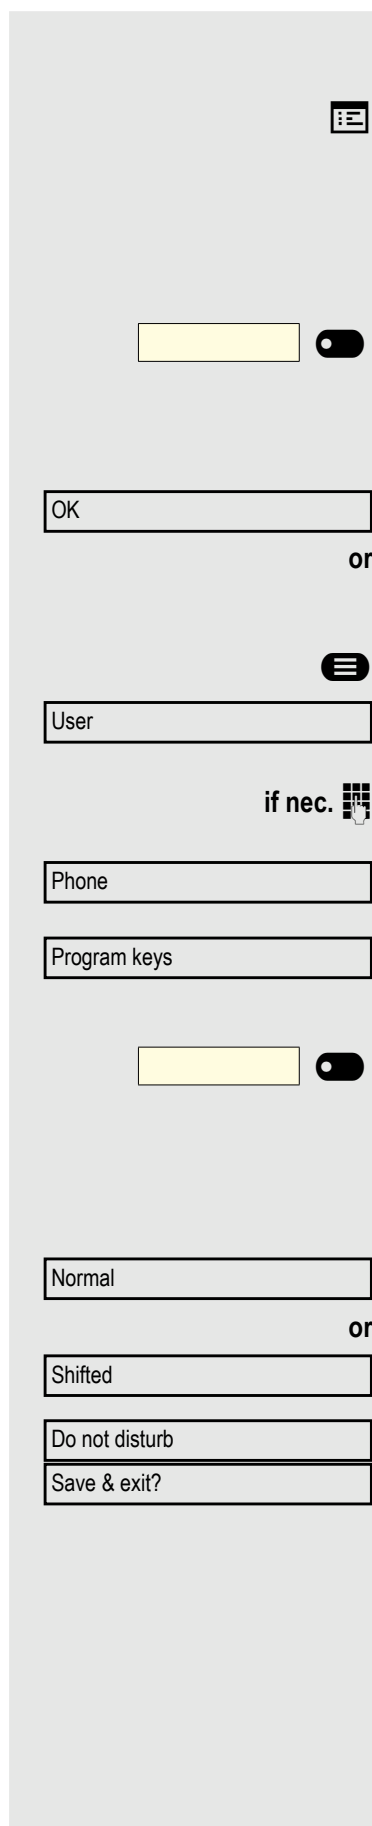 OK
or
User
if nec.
Phone
Program keys
Normal
or
Shifted
Do not disturb
Save & exit?